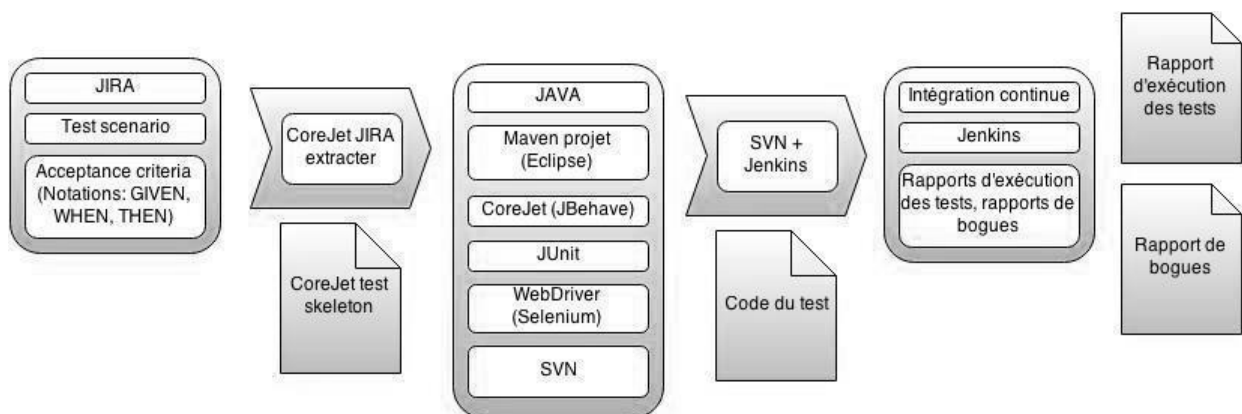 JIRA
Test scenario
Acceptance criteria
(Notations: GIVEN,
WHEN, THEN)
CoreJet JIRA
extracter
CoreJet test
skeleton
JAVA
Maven projet
(Eclipse)
CoreJet (JBehave)
JUnit
WebDriver
(Selenium)
SVN
SVN +
Jenkins
Code du test
Intégration continue
Jenkins
Rapports d'exécution
des tests, rapports de
bogues
Rapport
d'exécution
des tests
Rapport de
bogues